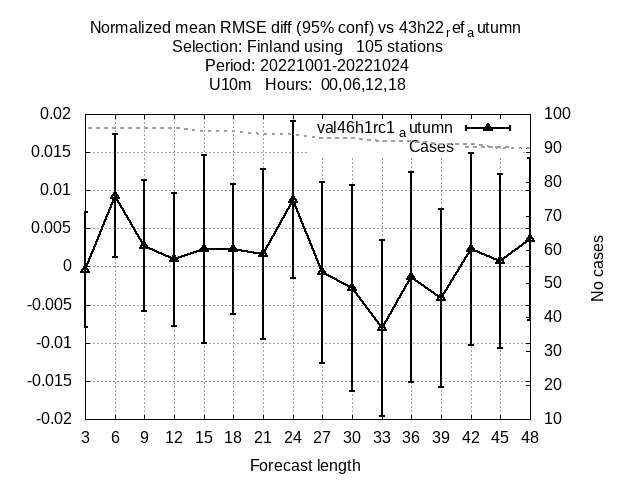 Normalized mean RMSE diff (95% conf) vs 43h22refautumn
Selection: Finland using 105 stations
Period: 20221001-20221024
U10m Hours: 00,06,12,18
0.02
0.015
0.01
0.005
0
-0.005
-0.01
-0.015
-0.02
val46h1rc1autumn
Cases
100
90
80
70
60
50
40
30
20
10
No cases
3 6 9 12 15 18 21 24 27 30 33 36 39 42 45 48
Forecast length